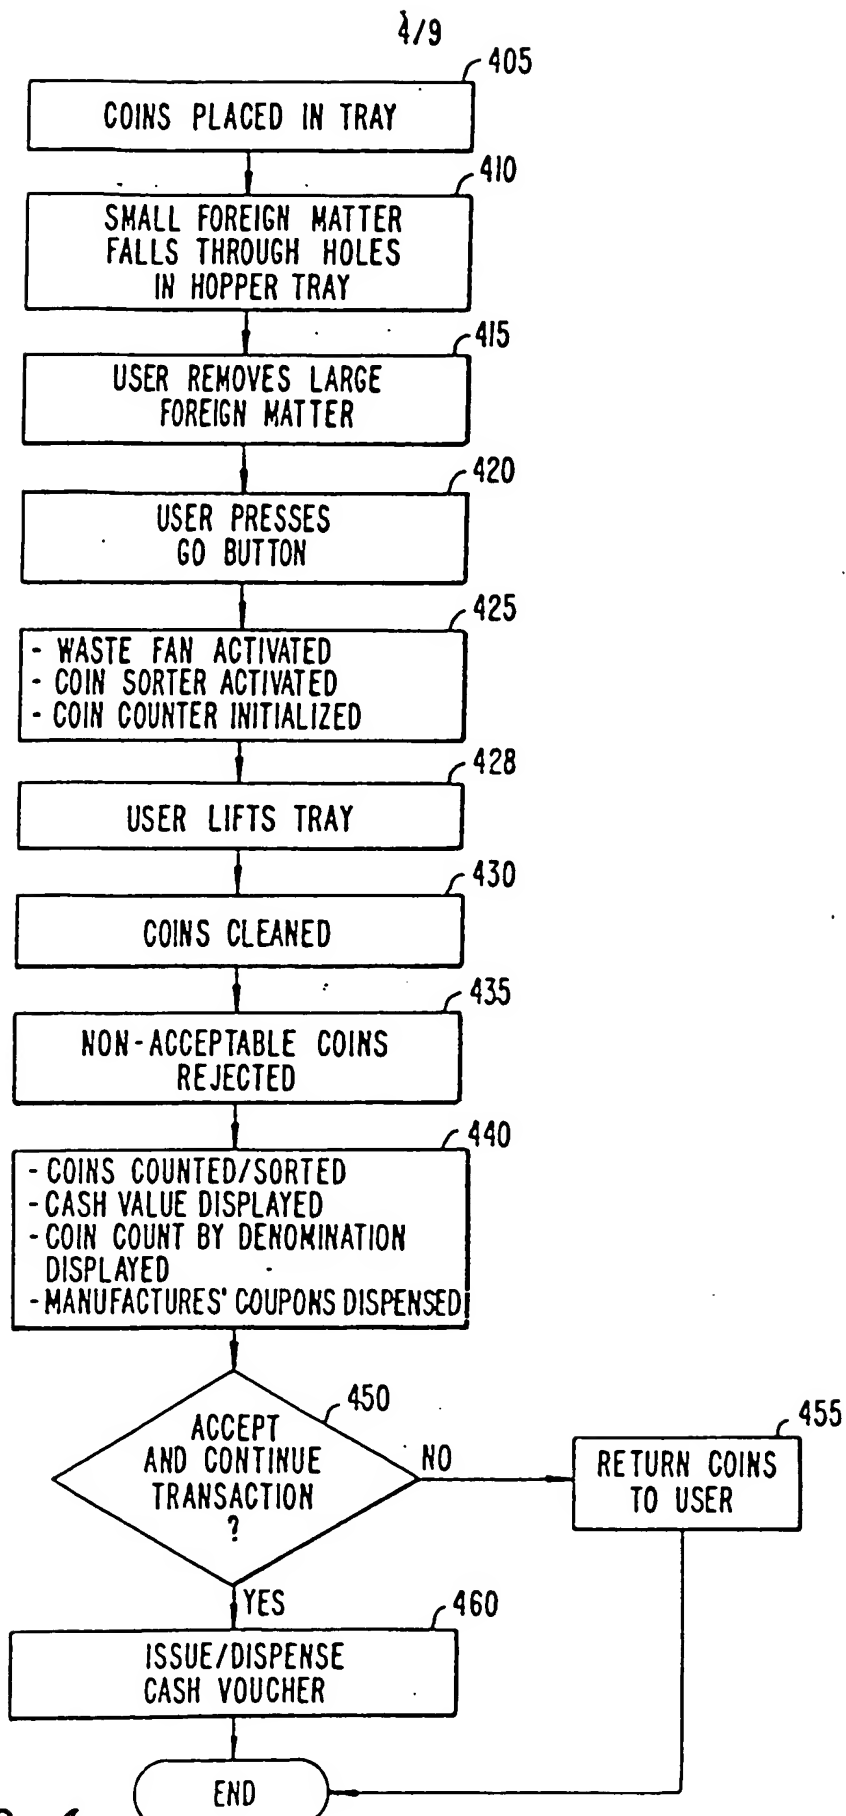 4/9
405
COINS PLACED IN TRAY
410
SMALL FOREIGN MATTER
FALLS THROUGH HOLES
IN HOPPER TRAY
415
USER REMOVES LARGE
FOREIGN MATTER
420
USER PRESSES
GO BUTTON
425
- WASTE FAN ACTIVATED
- COIN SORTER ACTIVATED
- COIN COUNTER INITIALIZED
428
USER LIFTS TRAY
430
COINS CLEANED
435
NON-ACCEPTABLE COINS
REJECTED
440
- COINS COUNTED/SORTED
- CASH VALUE DISPLAYED
- COIN COUNT BY DENOMINATION
DISPLAYED
- MANUFACTURES' COUPONS DISPENSED
450
ACCEPT
AND CONTINUE
TRANSACTION
?
NO
455
RETURN COINS
TO USER
YES
460
ISSUE/DISPENSE
CASH VOUCHER
END